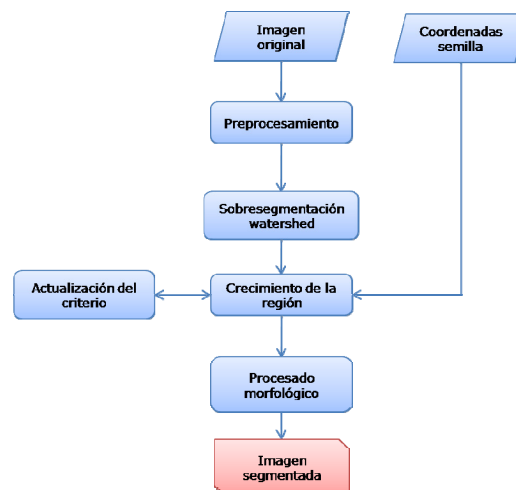 Imagen
original
Coordenadas
semilla
Preprocesamiento
Sobresegmentación
watershed
Actualización del
criterio
Crecimiento de la
región
Procesado
morfológico
Imagen
segmentada